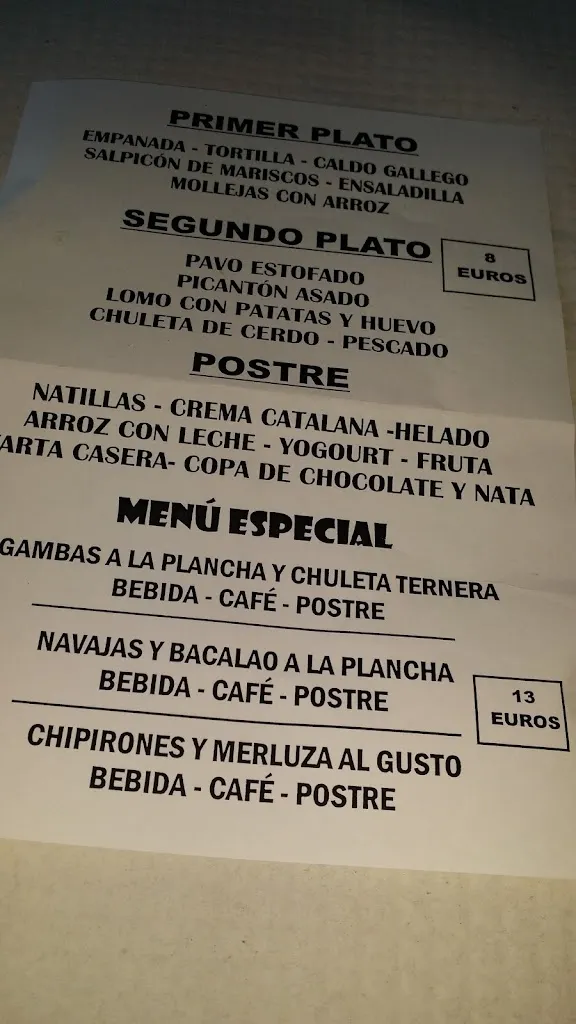 PRIMER PLATO
EMPANADA - TORTILLA - CALDO GALLEGO
SALPICÓN DE MARISCOS - ENSALADILLA
MOLLEJAS CON ARROZ
SEGUNDO PLATO
8
EUROS
PAVO ESTOFADO
PICANTÓN ASADO
LOMO CON PATATAS Y HUEVO
CHULETA DE CERDO - PESCADO
POSTRE
NATILLAS - CREMA CATALANA -HELADO
ARROZ CON LECHE - YOGOURT - FRUTA
ARTA CASERA- COPA DE CHOCOLATE Y NATA
MENÚ ESPECIAL
GAMBAS A LA PLANCHA Y CHULETA TERNERA
BEBIDA - CAFÉ - POSTRE
NAVAJAS Y BACALAO A LA PLANCHA
BEBIDA - CAFÉ - POSTRE
13
EUROS
CHIPIRONES Y MERLUZA AL GUSTO
BEBIDA - CAFÉ - POSTRE